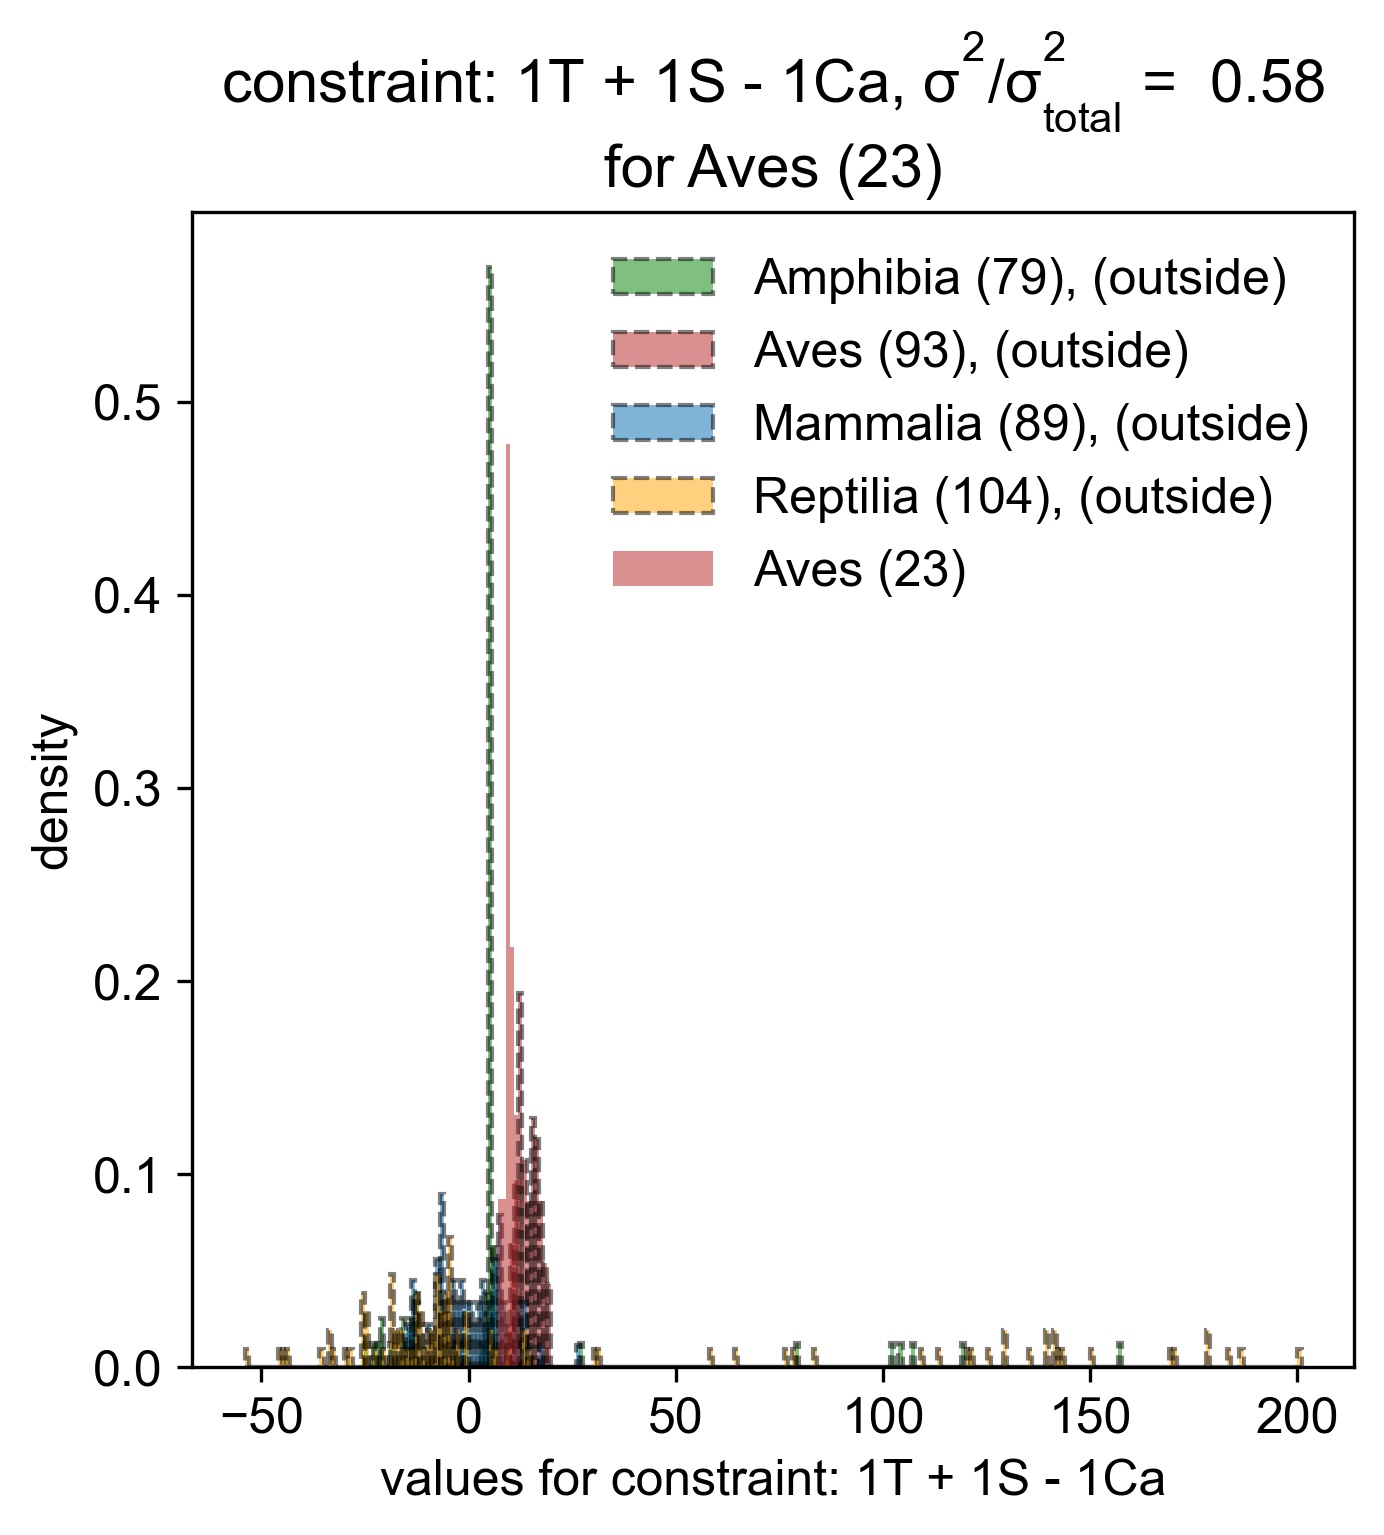 constraint: 1T + 1S - 1Ca, σ²/σ²total = 0.58
for Aves (23)
Amphibia (79), (outside)
Aves (93), (outside)
Mammalia (89), (outside)
Reptilia (104), (outside)
Aves (23)
density
0.5
0.4
0.3
0.2
0.1
0.0
−50 0 50 100 150 200
values for constraint: 1T + 1S - 1Ca